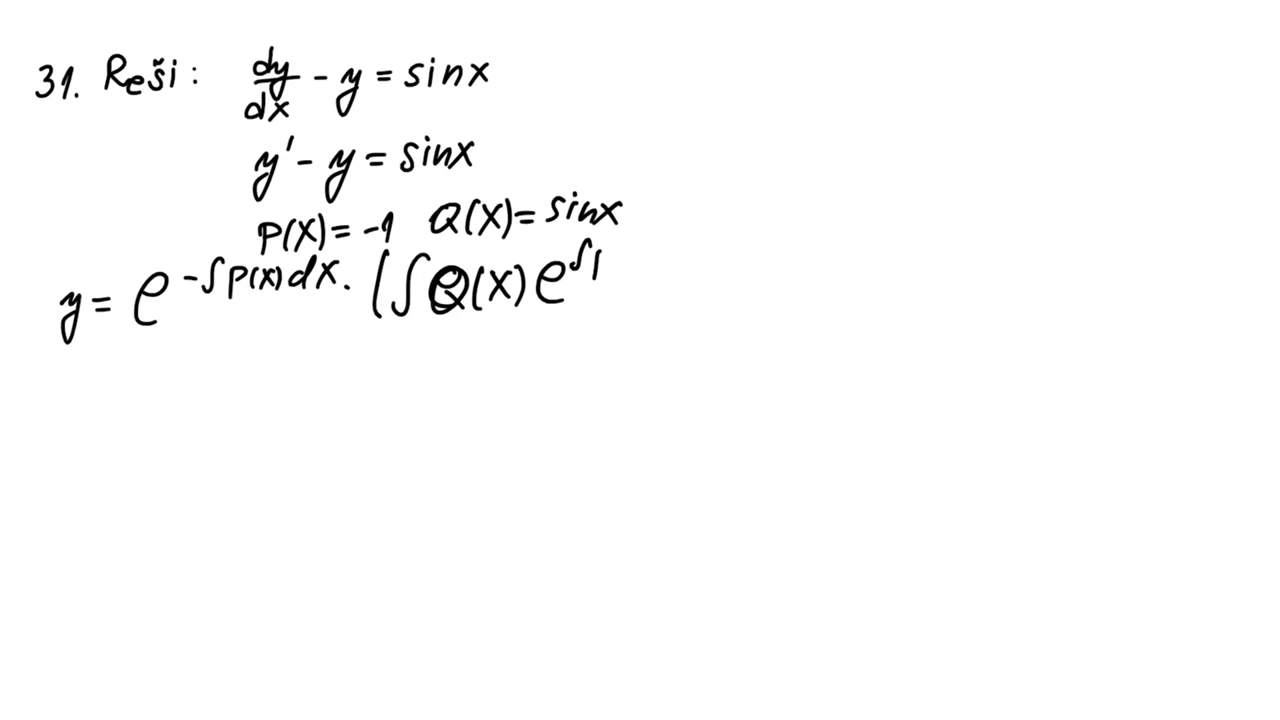 31. Reši: dy/dx - y = sinx
y' - y = sinx
P(X) = -1 Q(X) = sinx
y = e^{-∫P(X)dX} · (∫Q(X) e^{∫